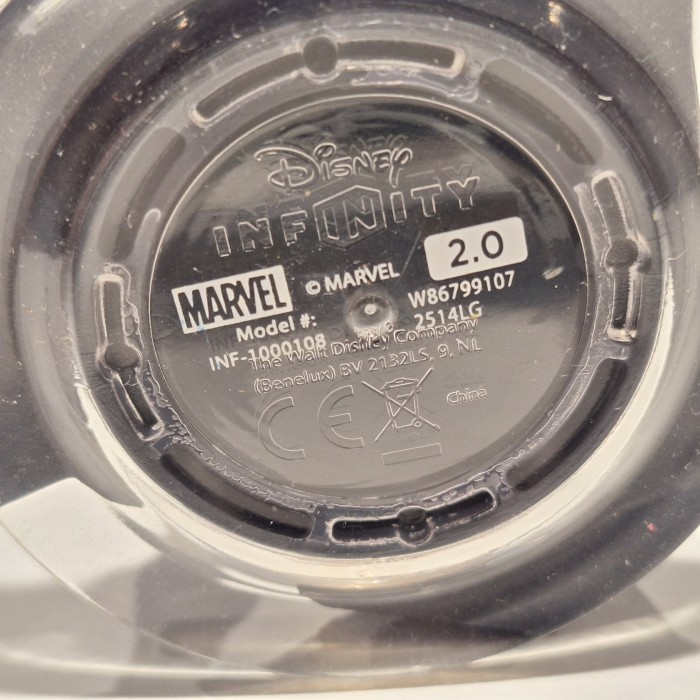 Disney
INFINITY
2.0
MARVEL © MARVEL
Model #: W86799107
INF-1000108 2514LG
The Walt Disney Company
(Benelux) BV 2132LS, 9, NL
CE China